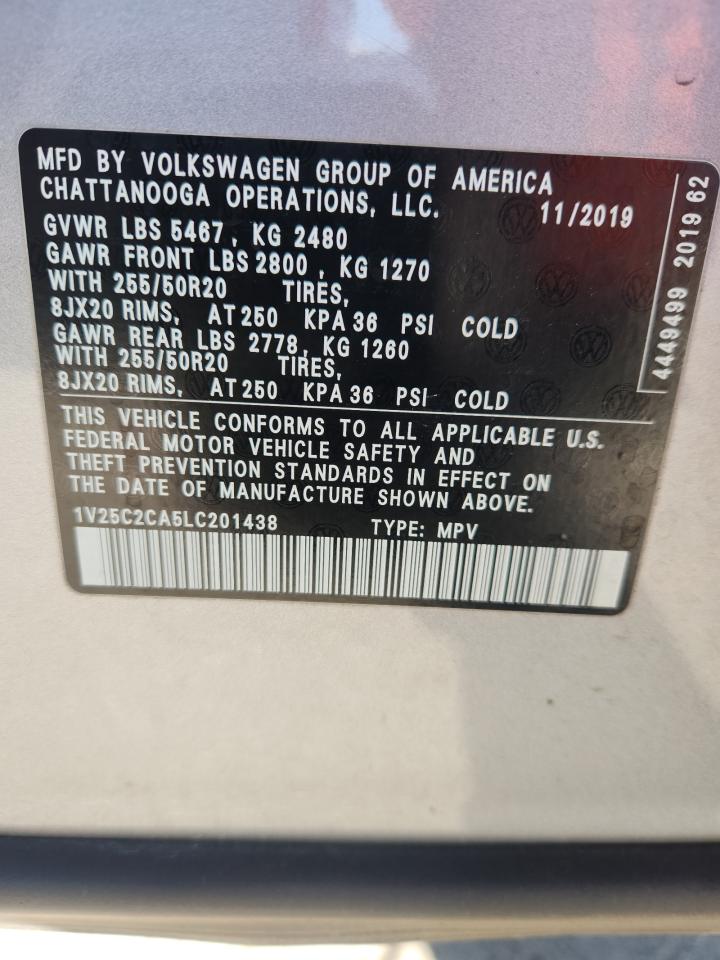 MFD BY VOLKSWAGEN GROUP OF AMERICA
CHATTANOOGA OPERATIONS, LLC. 11/2019
GVWR LBS 5467, KG 2480
GAWR FRONT LBS 2800, KG 1270
WITH 255/50R20 TIRES,
8JX20 RIMS, AT 250 KPA 36 PSI COLD
GAWR REAR LBS 2778, KG 1260
WITH 255/50R20 TIRES,
8JX20 RIMS, AT 250 KPA 36 PSI COLD
THIS VEHICLE CONFORMS TO ALL APPLICABLE U.S.
FEDERAL MOTOR VEHICLE SAFETY AND
THEFT PREVENTION STANDARDS IN EFFECT ON
THE DATE OF MANUFACTURE SHOWN ABOVE.
1V25C2CA5LC201438 TYPE: MPV
4449499 2019 62